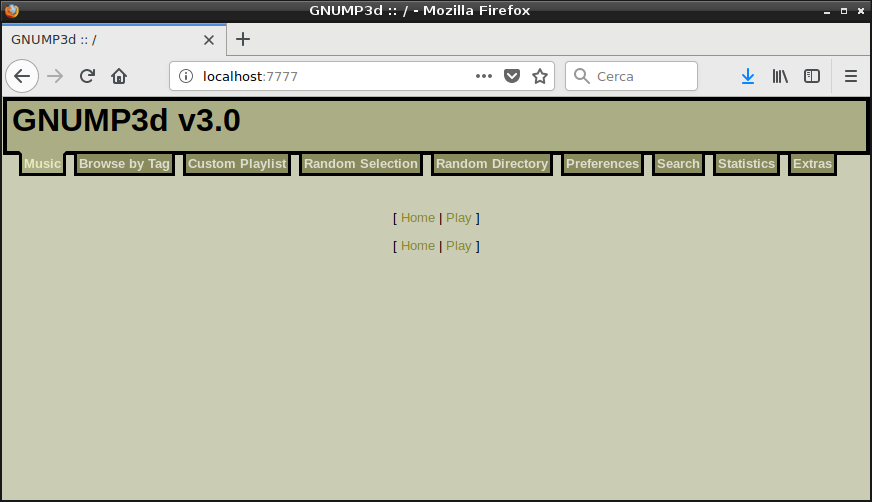 GNUMP3d :: / - Mozilla Firefox
GNUMP3d :: /
localhost:7777
Cerca
GNUMP3d v3.0
Music Browse by Tag Custom Playlist Random Selection Random Directory Preferences Search Statistics Extras
[ Home | Play ]
[ Home | Play ]